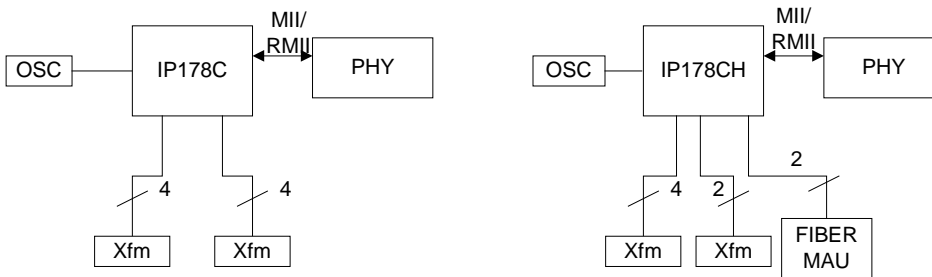 MII/
RMII
OSC
IP178C
PHY
4
4
Xfm
Xfm
MII/
RMII
OSC
IP178CH
PHY
4
2
2
Xfm
Xfm
FIBER
MAU